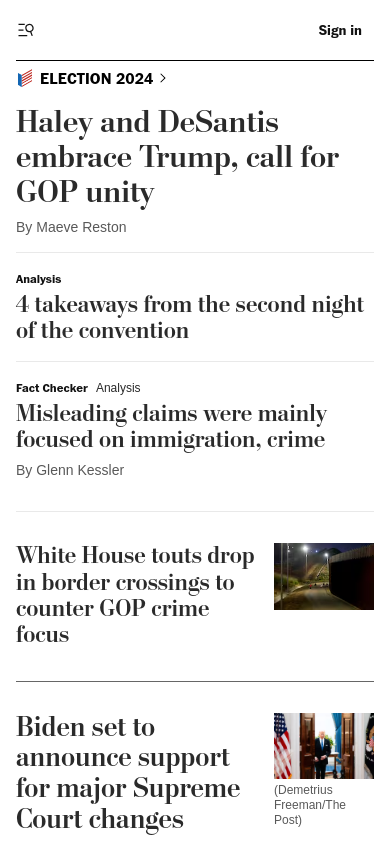 Sign in
ELECTION 2024
Haley and DeSantis
embrace Trump, call for
GOP unity
By Maeve Reston
Analysis
4 takeaways from the second night
of the convention
Fact Checker Analysis
Misleading claims were mainly
focused on immigration, crime
By Glenn Kessler
White House touts drop
in border crossings to
counter GOP crime
focus
Biden set to
announce support
for major Supreme
Court changes
(Demetrius
Freeman/The
Post)